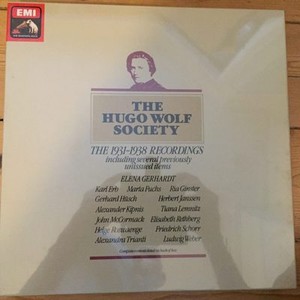 EMI
THE
HUGO WOLF
SOCIETY
THE 1931-1938 RECORDINGS
Including several previously
unissued items
ELENA GERHARDT
Karl Erb Maria Fuchs Ria Ginster
Gerhard Hüsch Herbert Janssen
Alexander Kipnis Tiana Lemnitz
John McCormack Elisabeth Rethberg
Helge Roswaenge Friedrich Schorr
Alexandra Trianti Ludwig Weber